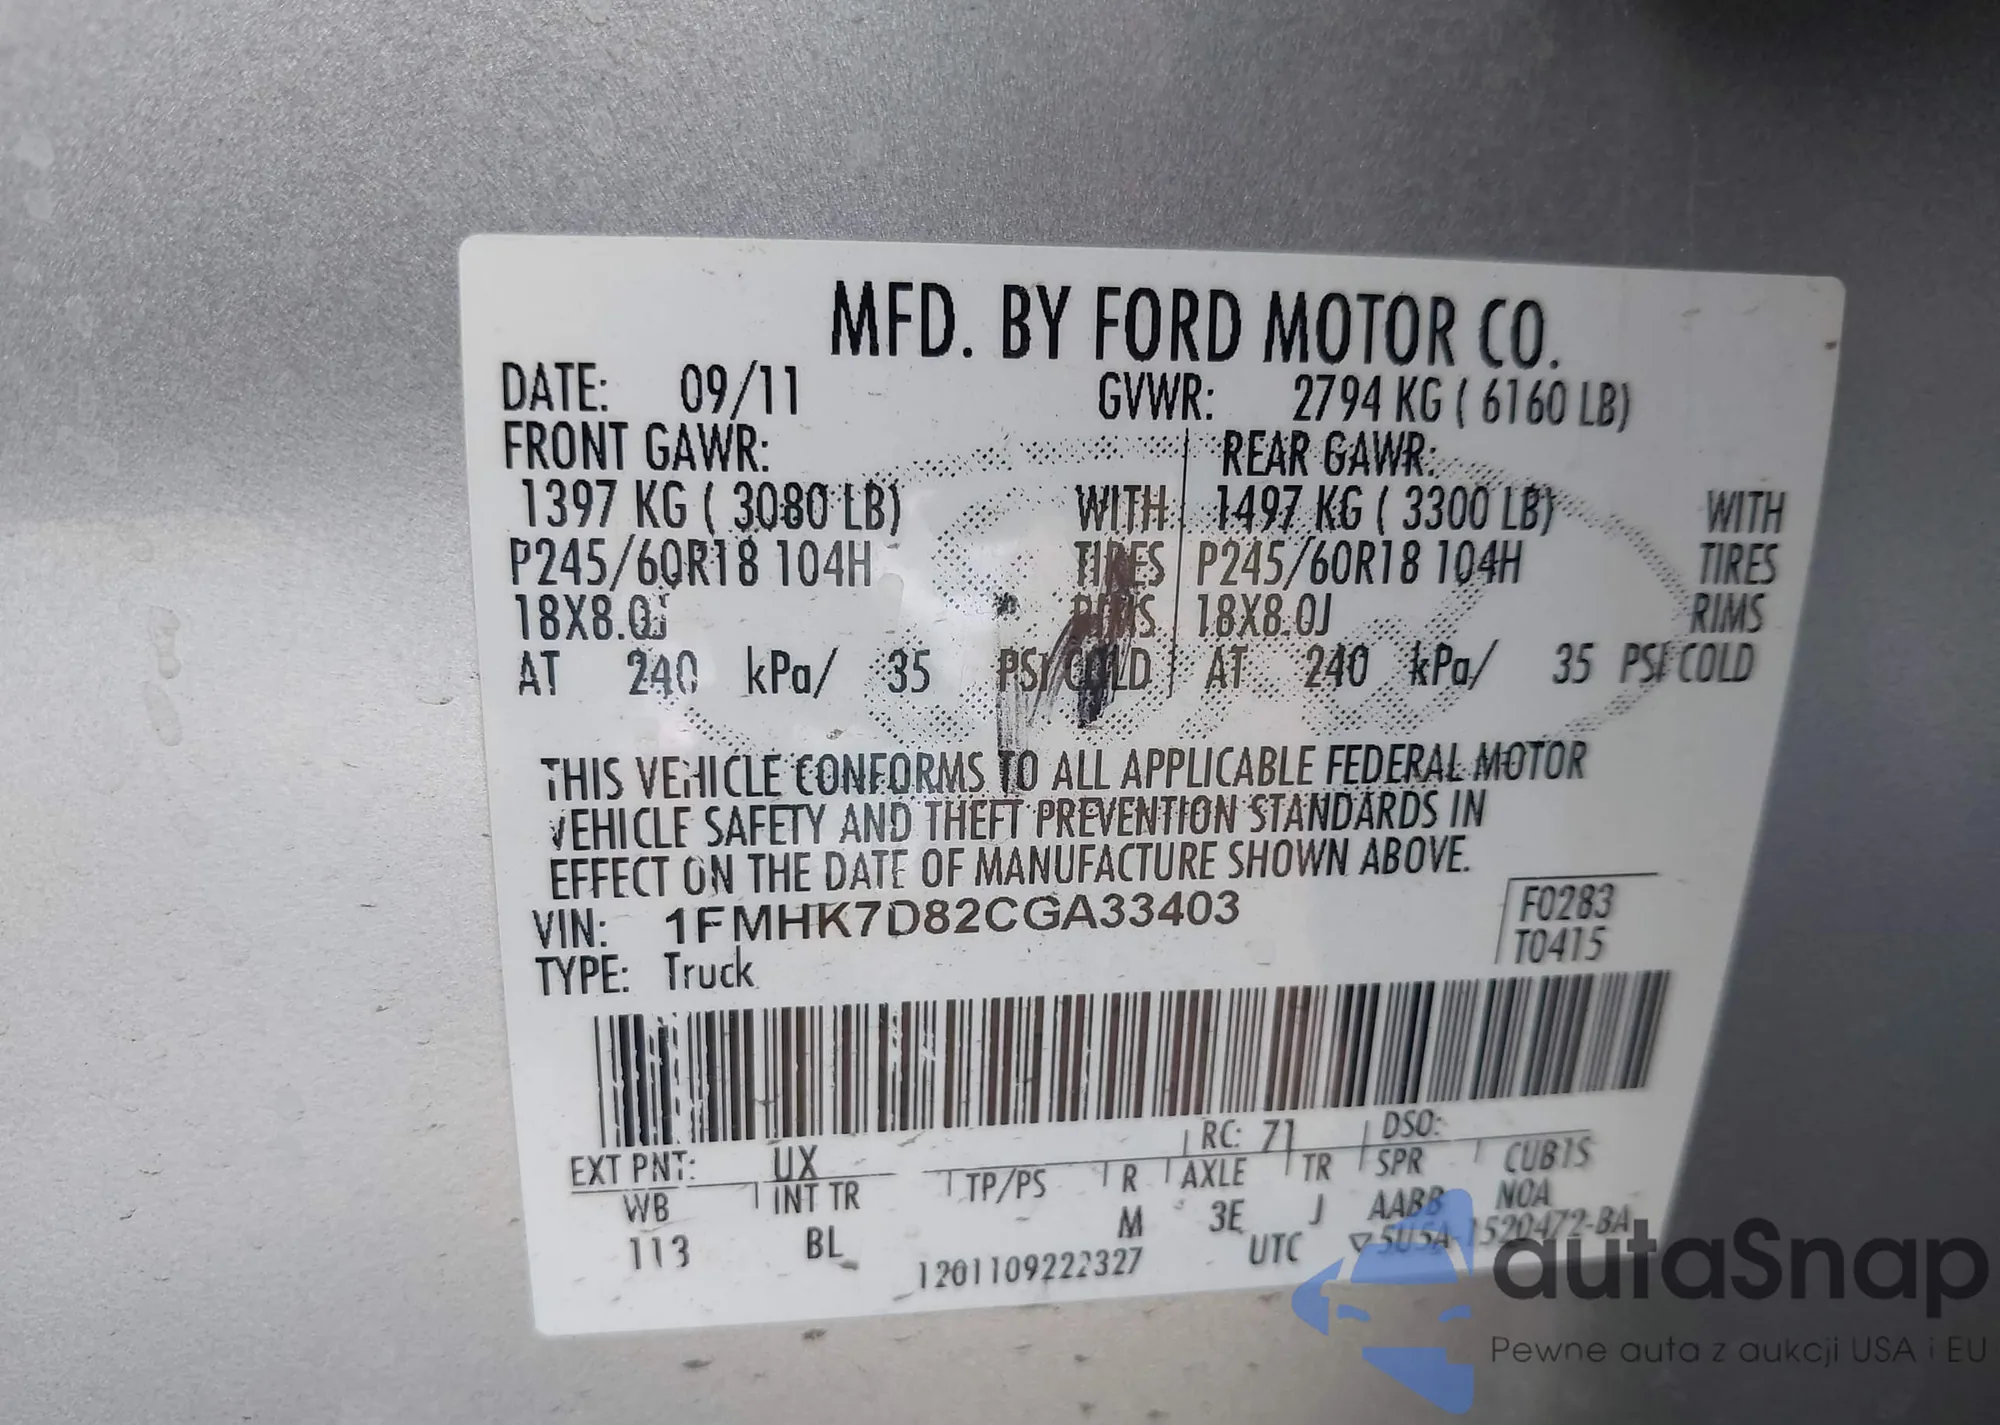 MFD. BY FORD MOTOR CO.
DATE: 09/11 GVWR: 2794 KG ( 6160 LB)
FRONT GAWR: REAR GAWR:
1397 KG ( 3080 LB) WITH 1497 KG ( 3300 LB) WITH
P245/60R18 104H TIRES P245/60R18 104H TIRES
18X8.0J RIMS 18X8.0J RIMS
AT 240 kPa/ 35 PSI COLD AT 240 kPa/ 35 PSI COLD
THIS VEHICLE CONFORMS TO ALL APPLICABLE FEDERAL MOTOR
VEHICLE SAFETY AND THEFT PREVENTION STANDARDS IN
EFFECT ON THE DATE OF MANUFACTURE SHOWN ABOVE.
VIN: 1FMHK7D82CGA33403 F0283
TYPE: Truck T0415
EXT PNT: UX RC: 71 DSO:
WB INT TR TP/PS R AXLE TR SPR CUBIS
113 BL M 3E J AABB NOA
1201109222327 UTC ▽5U5A-1520472-BA
autaSnap
Pewne auta z aukcji USA i EU